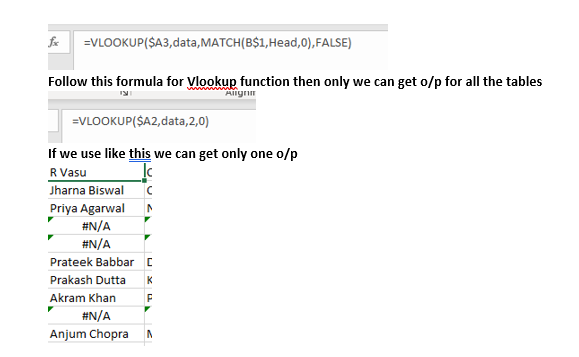 fx =VLOOKUP($A3,data,MATCH(B$1,Head,0),FALSE)
Follow this formula for Vlookup function then only we can get o/p for all the tables
=VLOOKUP($A2,data,2,0)
If we use like this we can get only one o/p
R Vasu
Jharna Biswal
Priya Agarwal
#N/A
#N/A
Prateek Babbar
Prakash Dutta
Akram Khan
#N/A
Anjum Chopra